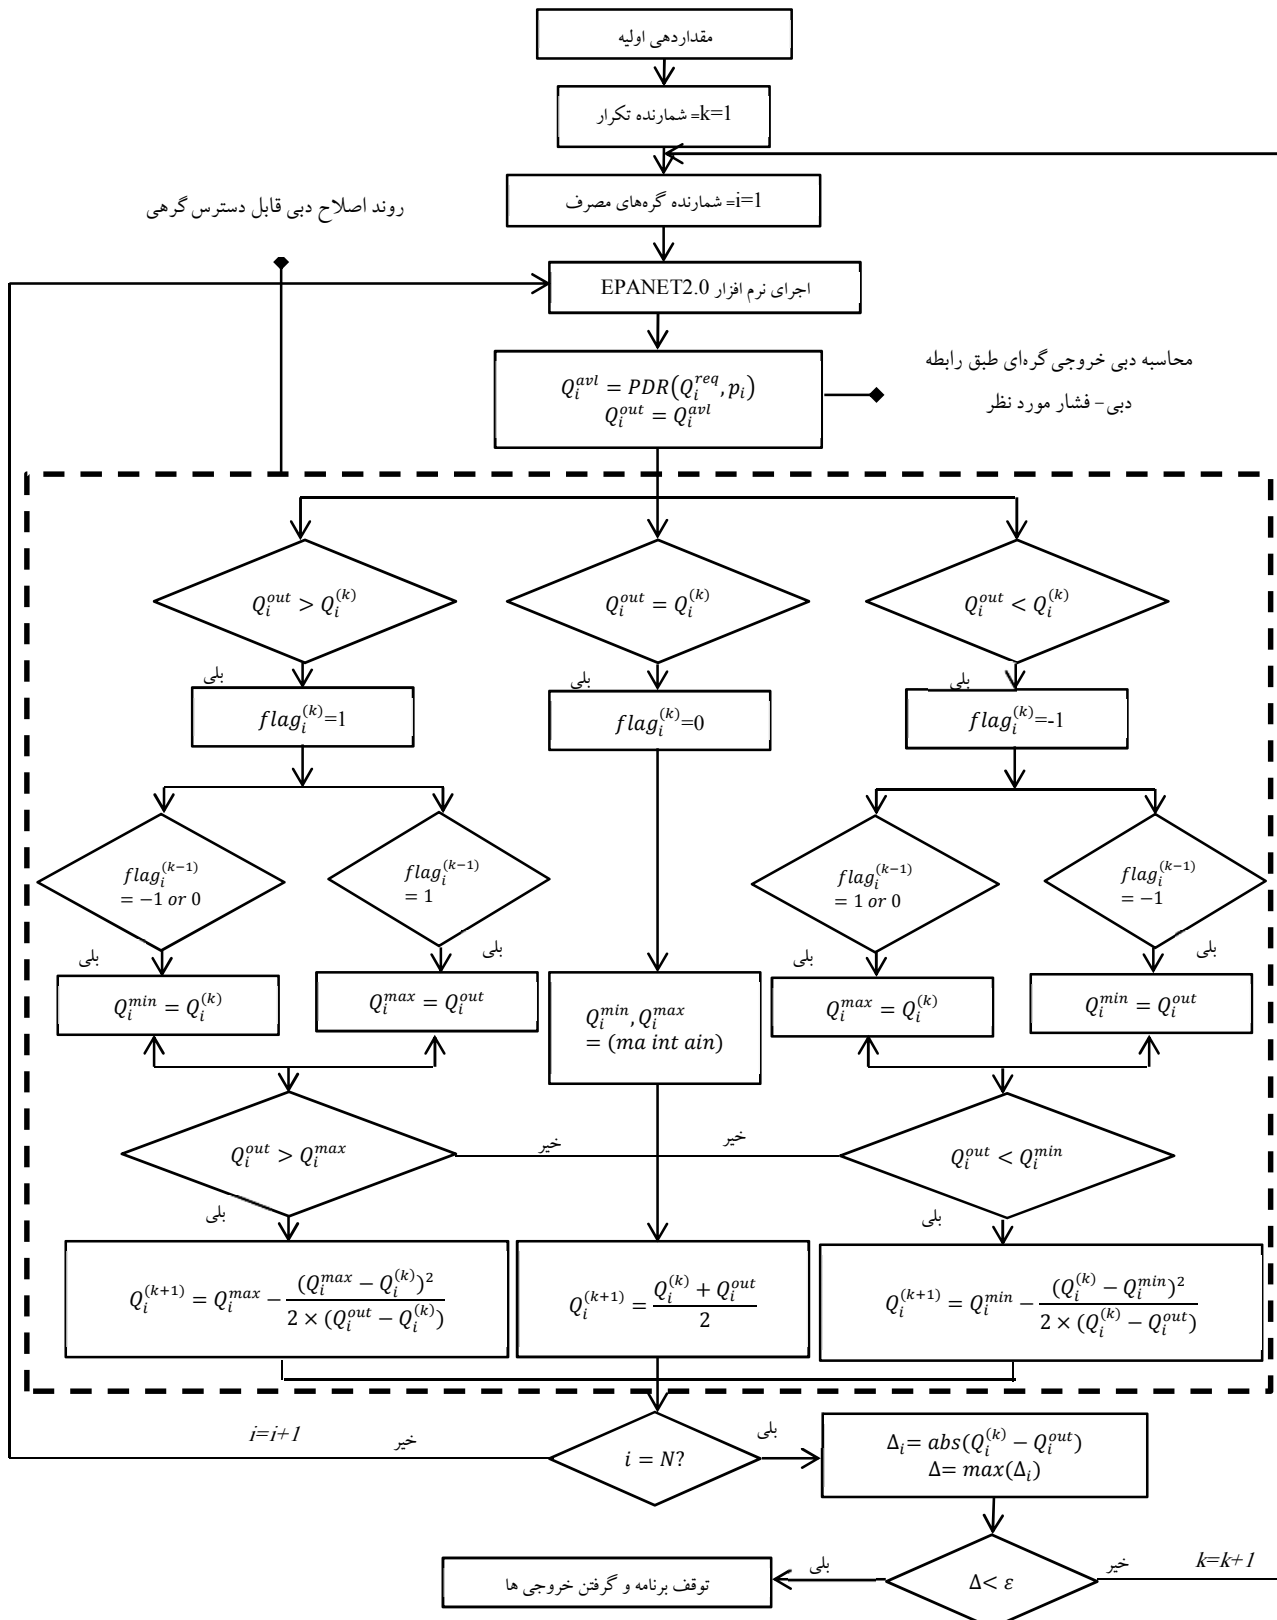 مقداردهی اولیه
k=1= شمارنده تکرار
i=1= شمارنده گره‌های مصرف
روند اصلاح دبی قابل دسترس گرهی
اجرای نرم افزار EPANET2.0
محاسبه دبی خروجی گره‌ای طبق رابطه
دبی- فشار مورد نظر
Q_i^{avl} = PDR(Q_i^{req}, p_i)
Q_i^{out} = Q_i^{avl}
Q_i^{out} > Q_i^{(k)}
Q_i^{out} = Q_i^{(k)}
Q_i^{out} < Q_i^{(k)}
بلی
بلی
بلی
flag_i^{(k)}=1
flag_i^{(k)}=0
flag_i^{(k)}=-1
flag_i^{(k-1)}
= −1 or 0
flag_i^{(k-1)}
= 1
flag_i^{(k-1)}
= 1 or 0
flag_i^{(k-1)}
= −1
بلی
بلی
بلی
بلی
Q_i^{min} = Q_i^{(k)}
Q_i^{max} = Q_i^{out}
Q_i^{min}, Q_i^{max}
= (ma int ain)
Q_i^{max} = Q_i^{(k)}
Q_i^{min} = Q_i^{out}
Q_i^{out} > Q_i^{max}
خیر
خیر
Q_i^{out} < Q_i^{min}
بلی
بلی
Q_i^{(k+1)} = Q_i^{max} − \frac{(Q_i^{max} − Q_i^{(k)})^2}{2 × (Q_i^{out} − Q_i^{(k)})}
Q_i^{(k+1)} = \frac{Q_i^{(k)} + Q_i^{out}}{2}
Q_i^{(k+1)} = Q_i^{min} − \frac{(Q_i^{(k)} − Q_i^{min})^2}{2 × (Q_i^{(k)} − Q_i^{out})}
i=i+1
خیر
i = N?
بلی
Δ_i= abs(Q_i^{(k)} − Q_i^{out})
Δ= max(Δ_i)
توقف برنامه و گرفتن خروجی ها
بلی
Δ< ε
خیر
k=k+1